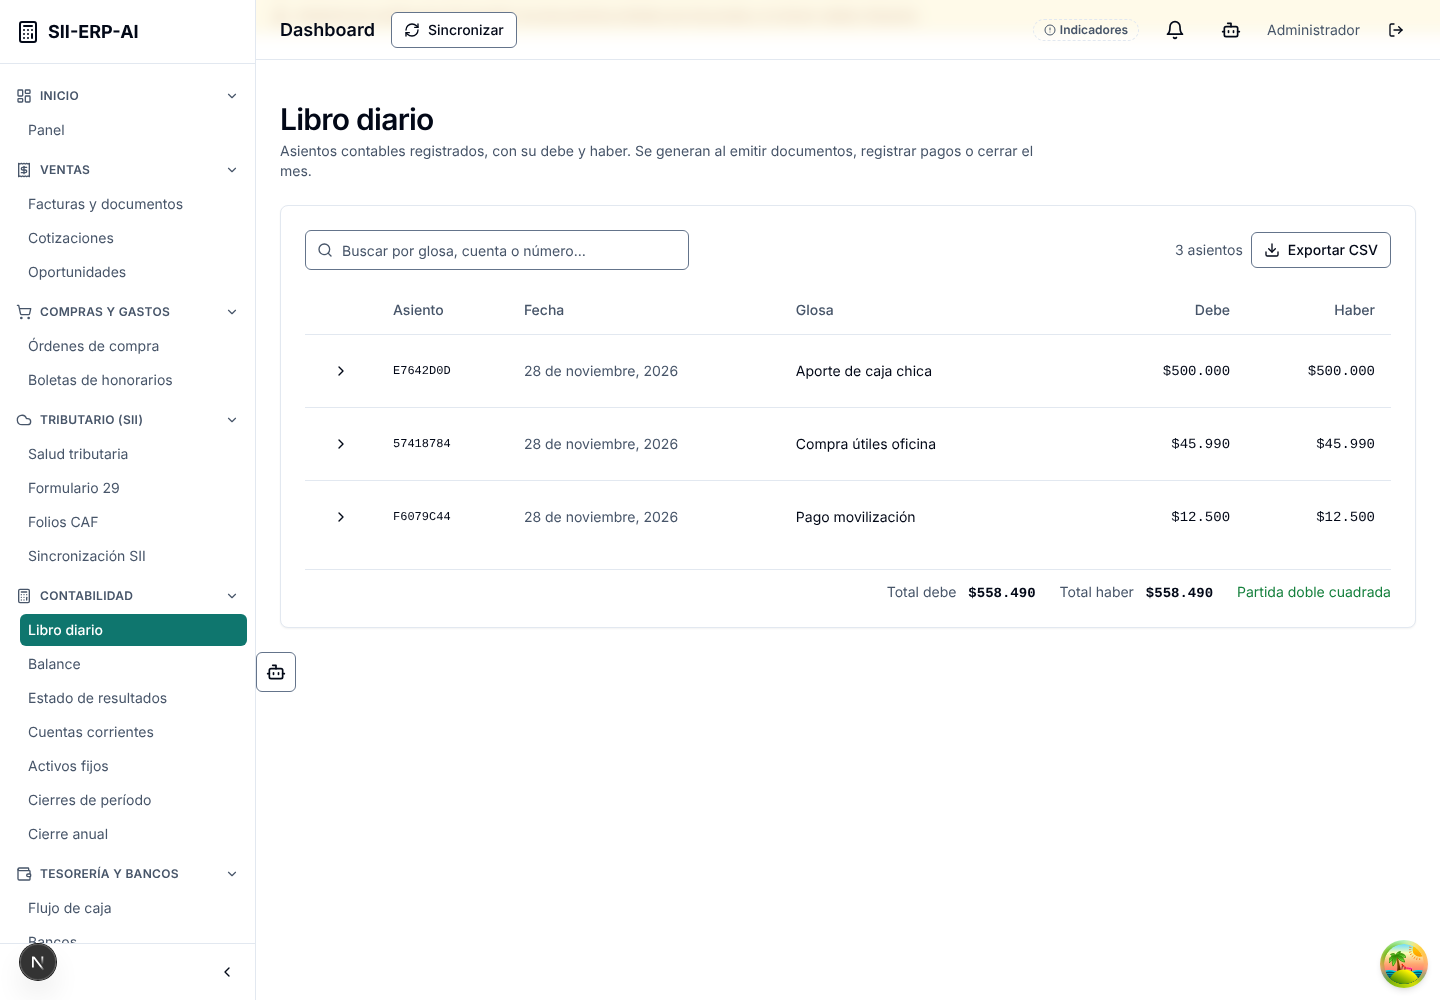 SII-ERP-AI
INICIO
Panel
VENTAS
Facturas y documentos
Cotizaciones
Oportunidades
COMPRAS Y GASTOS
Órdenes de compra
Boletas de honorarios
TRIBUTARIO (SII)
Salud tributaria
Formulario 29
Folios CAF
Sincronización SII
CONTABILIDAD
Libro diario
Balance
Estado de resultados
Cuentas corrientes
Activos fijos
Cierres de período
Cierre anual
TESORERÍA Y BANCOS
Flujo de caja
Bancos
N
Dashboard Sincronizar Indicadores Administrador
Libro diario
Asientos contables registrados, con su debe y haber. Se generan al emitir documentos, registrar pagos o cerrar el
mes.
Buscar por glosa, cuenta o número... 3 asientos Exportar CSV
Asiento Fecha Glosa Debe Haber
E7642D0D 28 de noviembre, 2026 Aporte de caja chica $500.000 $500.000
57418784 28 de noviembre, 2026 Compra útiles oficina $45.990 $45.990
F6079C44 28 de noviembre, 2026 Pago movilización $12.500 $12.500
Total debe $558.490 Total haber $558.490 Partida doble cuadrada